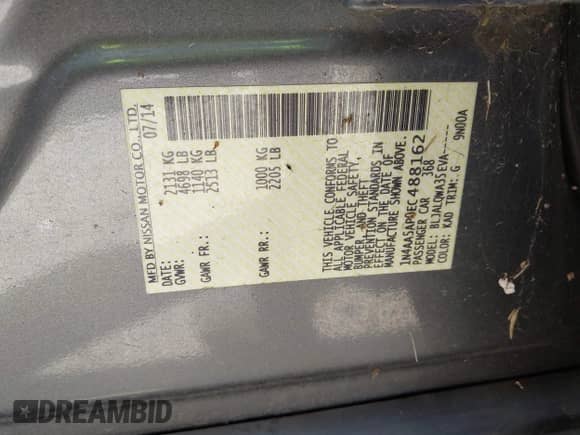 MFD BY NISSAN MOTOR CO., LTD.
DATE: 07/14
GVWR: 2131 KG
4698 LB
GAWR FR: 1140 KG
2513 LB
GAWR RR: 1000 KG
2205 LB
THIS VEHICLE CONFORMS TO
ALL APPLICABLE FEDERAL
MOTOR VEHICLE SAFETY,
BUMPER, AND THEFT
PREVENTION STANDARDS IN
EFFECT ON THE DATE OF
MANUFACTURE SHOWN ABOVE.
1N4AA5AP0EC488162
PASSENGER CAR 368
MODEL: BLJALQWA35EVA------
COLOR: KAD TRIM: G 9N00A
DREAMBID